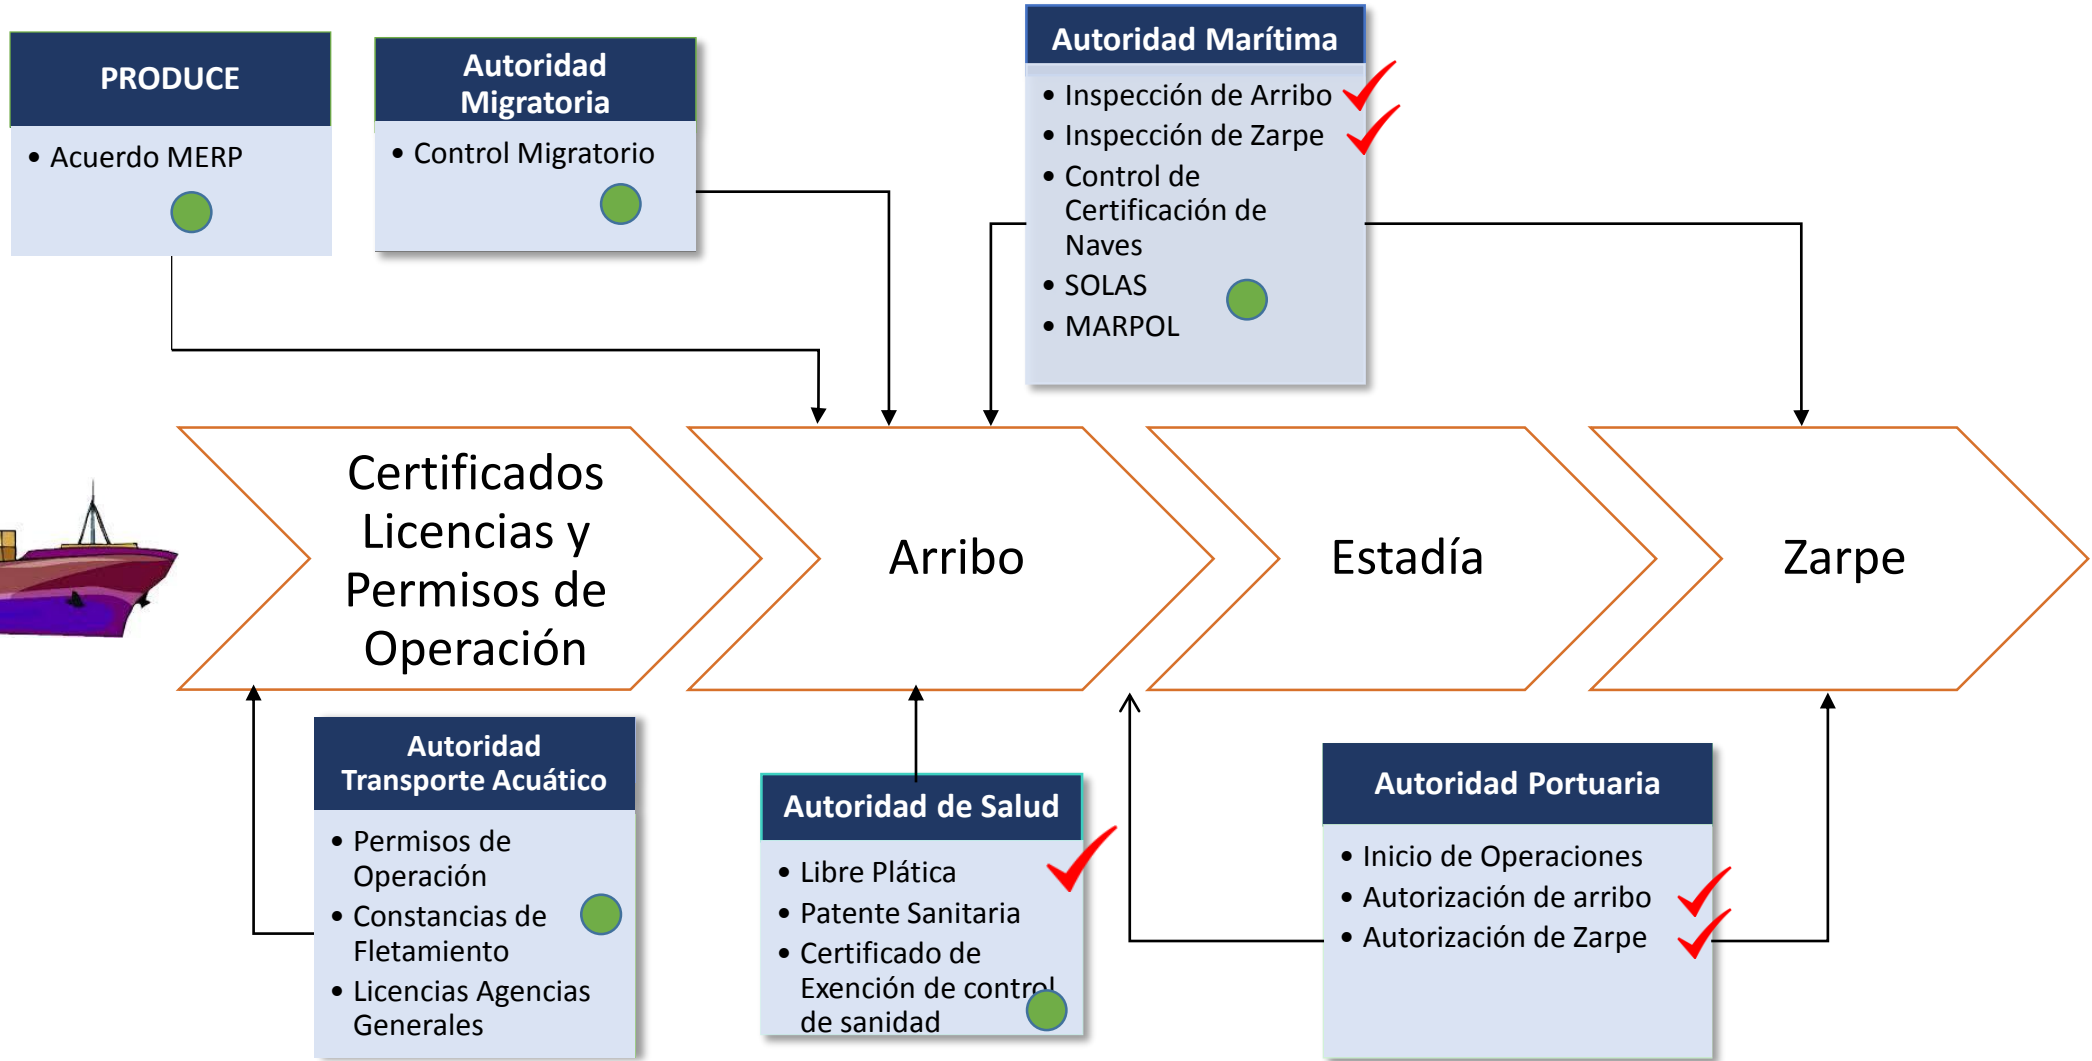 PRODUCE
• Acuerdo MERP
Autoridad
Migratoria
• Control Migratorio
Autoridad Marítima
• Inspección de Arribo
• Inspección de Zarpe
• Control de
Certificación de
Naves
• SOLAS
• MARPOL
Certificados
Licencias y
Permisos de
Operación
Arribo
Estadía
Zarpe
Autoridad
Transporte Acuático
• Permisos de
Operación
• Constancias de
Fletamiento
• Licencias Agencias
Generales
Autoridad de Salud
• Libre Plática
• Patente Sanitaria
• Certificado de
Exención de control
de sanidad
Autoridad Portuaria
• Inicio de Operaciones
• Autorización de arribo
• Autorización de Zarpe